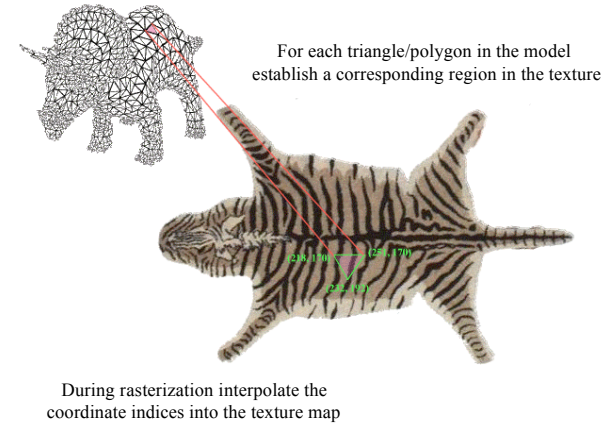 For each triangle/polygon in the model
establish a corresponding region in the texture
(218, 170)
(251, 170)
During rasterization interpolate the
coordinate indices into the texture map